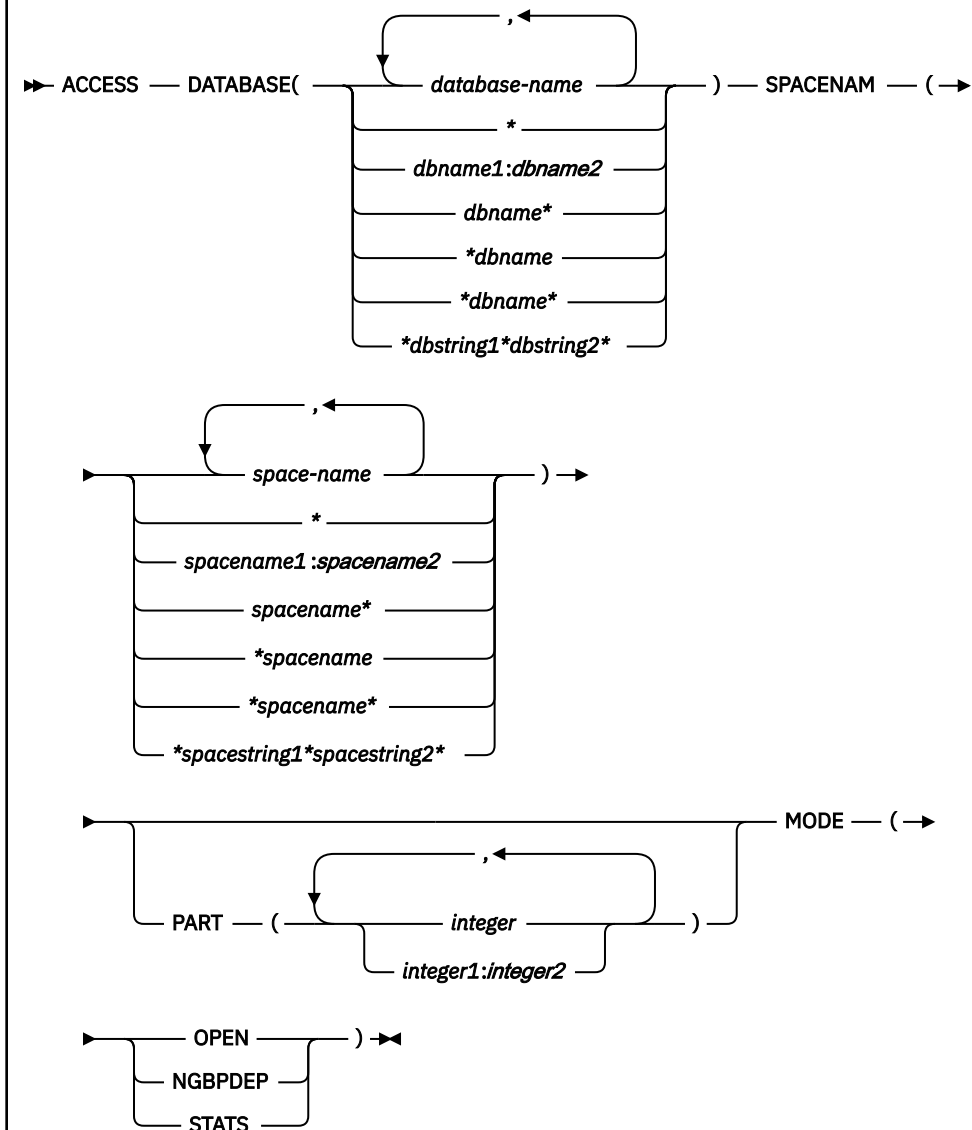 ,
ACCESS DATABASE( database-name ) SPACENAM (
*
dbname1:dbname2
dbname*
*dbname
*dbname*
*dbstring1*dbstring2*
,
space-name )
*
spacename1:spacename2
spacename*
*spacename
*spacename*
*spacestring1*spacestring2*
MODE (
,
PART ( integer )
integer1:integer2
OPEN )
NGBPDEP
STATS